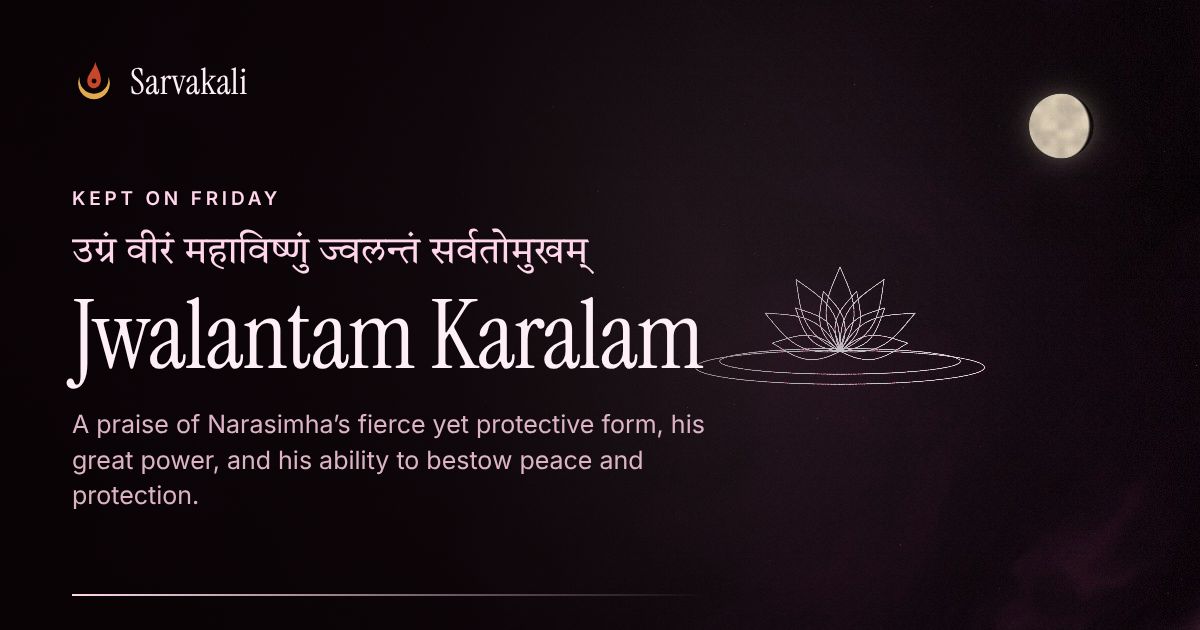 Sarvakali
KEPT ON FRIDAY
उग्रं वीरं महाविष्णुं ज्वलन्तं सर्वतोमुखम्
Jwalantam Karalam
A praise of Narasimha’s fierce yet protective form, his
great power, and his ability to bestow peace and
protection.